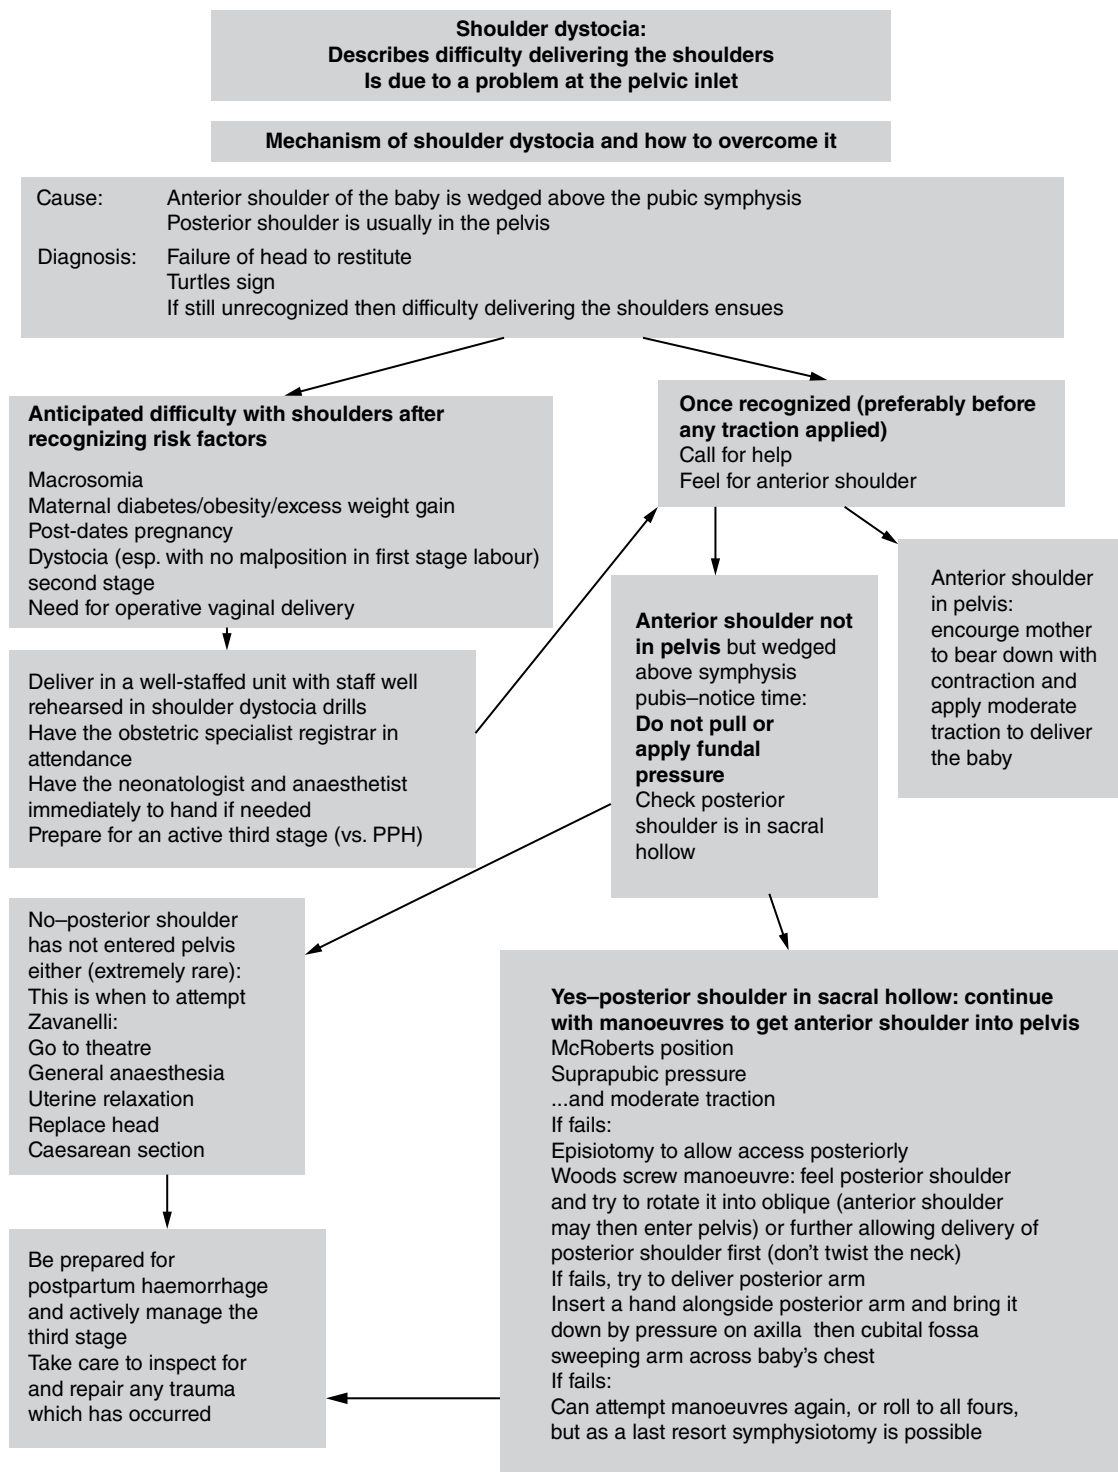 Shoulder dystocia:
Describes difficulty delivering the shoulders
Is due to a problem at the pelvic inlet
Mechanism of shoulder dystocia and how to overcome it
Cause: Anterior shoulder of the baby is wedged above the pubic symphysis
Posterior shoulder is usually in the pelvis
Diagnosis: Failure of head to restitute
Turtles sign
If still unrecognized then difficulty delivering the shoulders ensues
Anticipated difficulty with shoulders after
recognizing risk factors
Macrosomia
Maternal diabetes/obesity/excess weight gain
Post-dates pregnancy
Dystocia (esp. with no malposition in first stage labour)
second stage
Need for operative vaginal delivery
Once recognized (preferably before
any traction applied)
Call for help
Feel for anterior shoulder
Deliver in a well-staffed unit with staff well
rehearsed in shoulder dystocia drills
Have the obstetric specialist registrar in
attendance
Have the neonatologist and anaesthetist
immediately to hand if needed
Prepare for an active third stage (vs. PPH)
Anterior shoulder not
in pelvis but wedged
above symphysis
pubis–notice time:
Do not pull or
apply fundal
pressure
Check posterior
shoulder is in sacral
hollow
Anterior shoulder
in pelvis:
encourge mother
to bear down with
contraction and
apply moderate
traction to deliver
the baby
No–posterior shoulder
has not entered pelvis
either (extremely rare):
This is when to attempt
Zavanelli:
Go to theatre
General anaesthesia
Uterine relaxation
Replace head
Caesarean section
Yes–posterior shoulder in sacral hollow: continue
with manoeuvres to get anterior shoulder into pelvis
McRoberts position
Suprapubic pressure
...and moderate traction
If fails:
Episiotomy to allow access posteriorly
Woods screw manoeuvre: feel posterior shoulder
and try to rotate it into oblique (anterior shoulder
may then enter pelvis) or further allowing delivery of
posterior shoulder first (don't twist the neck)
If fails, try to deliver posterior arm
Insert a hand alongside posterior arm and bring it
down by pressure on axilla then cubital fossa
sweeping arm across baby's chest
If fails:
Can attempt manoeuvres again, or roll to all fours,
but as a last resort symphysiotomy is possible
Be prepared for
postpartum haemorrhage
and actively manage the
third stage
Take care to inspect for
and repair any trauma
which has occurred